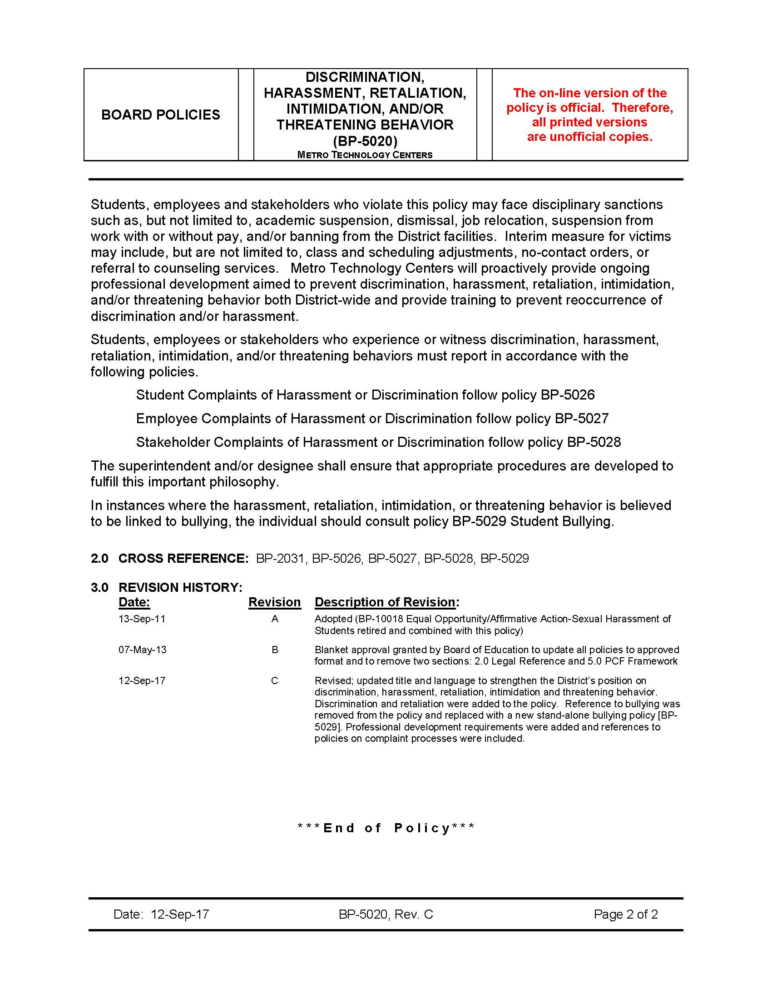 BOARD POLICIES
DISCRIMINATION,
HARASSMENT, RETALIATION,
INTIMIDATION, AND/OR
THREATENING BEHAVIOR
(BP-5020)
METRO TECHNOLOGY CENTERS
The on-line version of the
policy is official.  Therefore,
all printed versions
are unofficial copies.
Students, employees and stakeholders who violate this policy may face disciplinary sanctions
such as, but not limited to, academic suspension, dismissal, job relocation, suspension from
work with or without pay, and/or banning from the District facilities.  Interim measure for victims
may include, but are not limited to, class and scheduling adjustments, no-contact orders, or
referral to counseling services.   Metro Technology Centers will proactively provide ongoing
professional development aimed to prevent discrimination, harassment, retaliation, intimidation,
and/or threatening behavior both District-wide and provide training to prevent reoccurrence of
discrimination and/or harassment.
Students, employees or stakeholders who experience or witness discrimination, harassment,
retaliation, intimidation, and/or threatening behaviors must report in accordance with the
following policies.
Student Complaints of Harassment or Discrimination follow policy BP-5026
Employee Complaints of Harassment or Discrimination follow policy BP-5027
Stakeholder Complaints of Harassment or Discrimination follow policy BP-5028
The superintendent and/or designee shall ensure that appropriate procedures are developed to
fulfill this important philosophy.
In instances where the harassment, retaliation, intimidation, or threatening behavior is believed
to be linked to bullying, the individual should consult policy BP-5029 Student Bullying.
2.0 CROSS REFERENCE: BP-2031, BP-5026, BP-5027, BP-5028, BP-5029
3.0 REVISION HISTORY:
Date: Revision Description of Revision:
13-Sep-11 A Adopted (BP-10018 Equal Opportunity/Affirmative Action-Sexual Harassment of
Students retired and combined with this policy)
07-May-13 B Blanket approval granted by Board of Education to update all policies to approved
format and to remove two sections: 2.0 Legal Reference and 5.0 PCF Framework
12-Sep-17 C Revised; updated title and language to strengthen the District's position on
discrimination, harassment, retaliation, intimidation and threatening behavior.
Discrimination and retaliation were added to the policy.  Reference to bullying was
removed from the policy and replaced with a new stand-alone bullying policy [BP-
5029]. Professional development requirements were added and references to
policies on complaint processes were included.
***End of Policy***
Date: 12-Sep-17 BP-5020, Rev. C Page 2 of 2